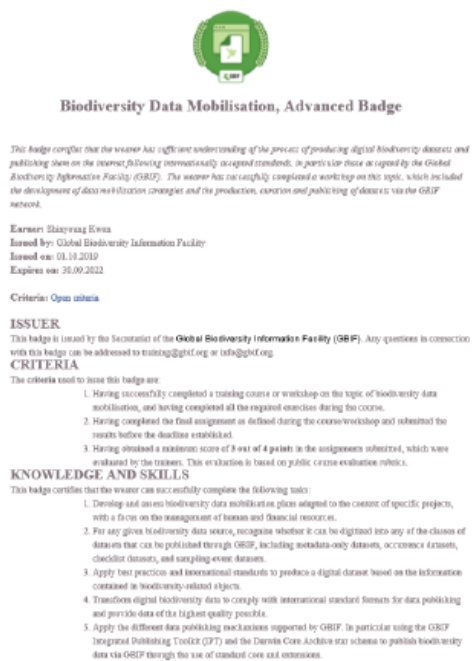 GBIF
Biodiversity Data Mobilisation, Advanced Badge
This badge certifies that the wearer has sufficient understanding of the process of producing digital biodiversity datasets and
publishing them on the internet following internationally accepted standards, in particular those accepted by the Global
Biodiversity Information Facility (GBIF). The wearer has successfully completed a workshop on this topic, which included
the development of data mobilization strategies and the production, curation and publishing of datasets via the GBIF
network.
Earner: Shinyoung Kwon
Issued by: Global Biodiversity Information Facility
Issued on: 01.10.2019
Expires on: 30.09.2022
Criteria: Open criteria
ISSUER
This badge is issued by the Secretariat of the Global Biodiversity Information Facility (GBIF). Any questions in connection
with this badge can be addressed to training@gbif.org or info@gbif.org.
CRITERIA
The criteria used to issue this badge are:
1. Having successfully completed a training course or workshop on the topic of biodiversity data
mobilisation, and having completed all the required exercises during the course.
2. Having completed the final assignment as defined during the course/workshop and submitted the
results before the deadline established.
3. Having obtained a minimum score of 3 out of 4 points in the assignments submitted, which were
evaluated by the trainers. This evaluation is based on public course evaluation rubrics.
KNOWLEDGE AND SKILLS
This badge certifies that the wearer can successfully complete the following tasks:
1. Develop and assess biodiversity data mobilisation plans adapted to the content of specific projects,
with a focus on the management of human and financial resources.
2. For any given biodiversity data source, recognize whether it can be digitized into any of the classes of
datasets that can be published through GBIF, including metadata-only datasets, occurrence datasets,
checklist datasets, and sampling-event datasets.
3. Apply best practices and international standards to produce a digital dataset based on the information
contained in biodiversity-related objects.
4. Transform digital biodiversity data to comply with international standard formats for data publishing
and provide data of the highest quality possible.
5. Apply the different data publishing mechanisms supported by GBIF. In particular using the GBIF
Integrated Publishing Toolkit (IPT) and the Darwin Core Archive star schema to publish biodiversity
data via GBIF through the use of standard core and extensions.